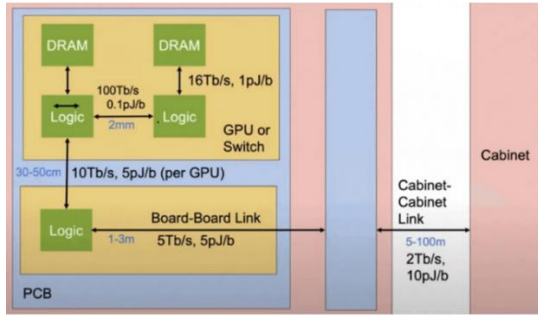 DRAM
DRAM
16Tb/s, 1pJ/b
100Tb/s
0.1pJ/b
Logic
2mm
Logic
GPU or
Switch
30-50cm
10Tb/s, 5pJ/b (per GPU)
Cabinet
Logic
Board-Board Link
1-3m
5Tb/s, 5pJ/b
Cabinet-
Cabinet
Link
5-100m
2Tb/s,
10pJ/b
PCB